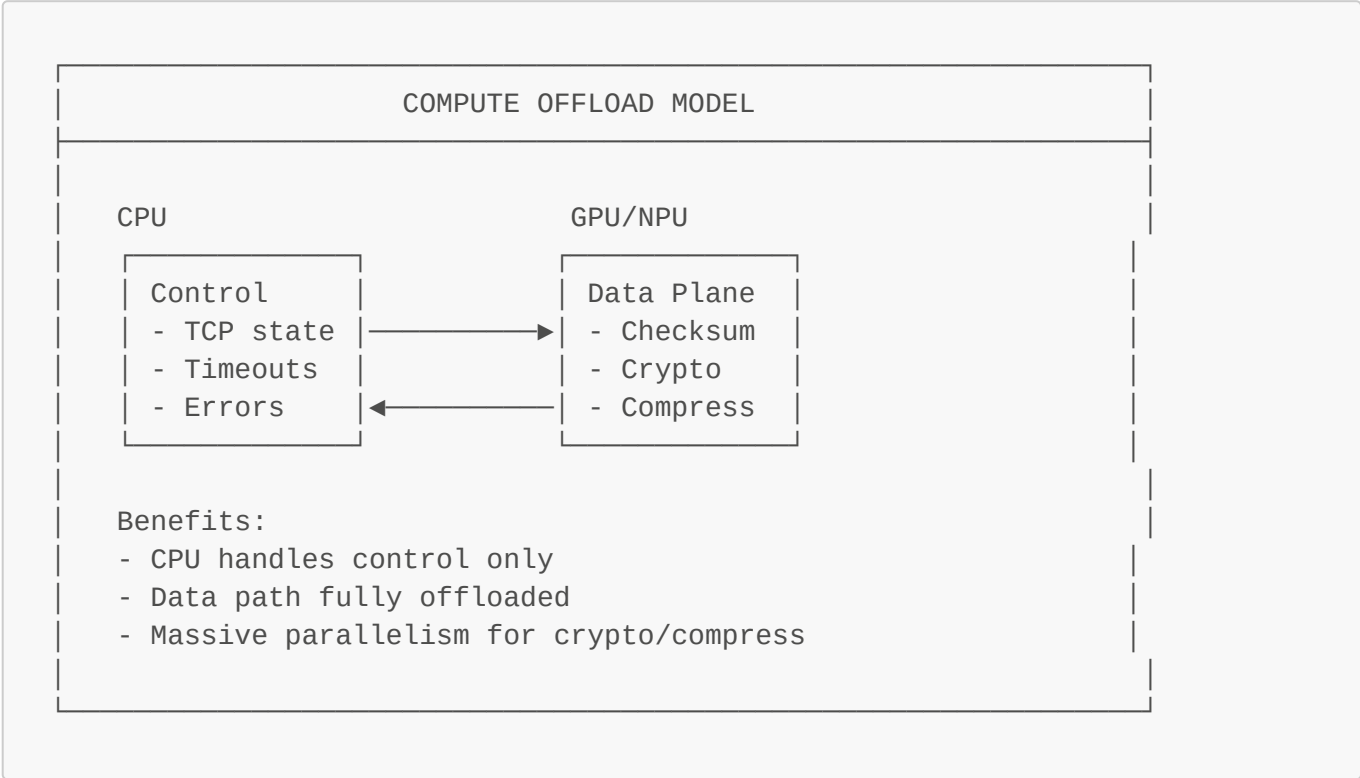 COMPUTE OFFLOAD MODEL
CPU GPU/NPU
Control Data Plane
- TCP state - Checksum
- Timeouts - Crypto
- Errors - Compress
Benefits:
- CPU handles control only
- Data path fully offloaded
- Massive parallelism for crypto/compress